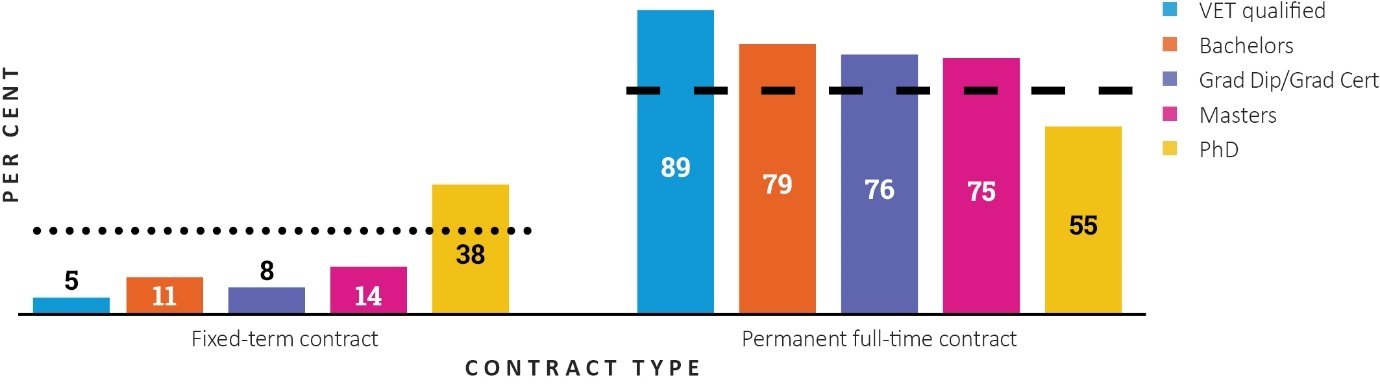 VET qualified
Bachelors
Grad Dip/Grad Cert
Masters
PhD
PER CENT
5
11
8
14
38
89
79
76
75
55
Fixed-term contract
Permanent full-time contract
CONTRACT TYPE